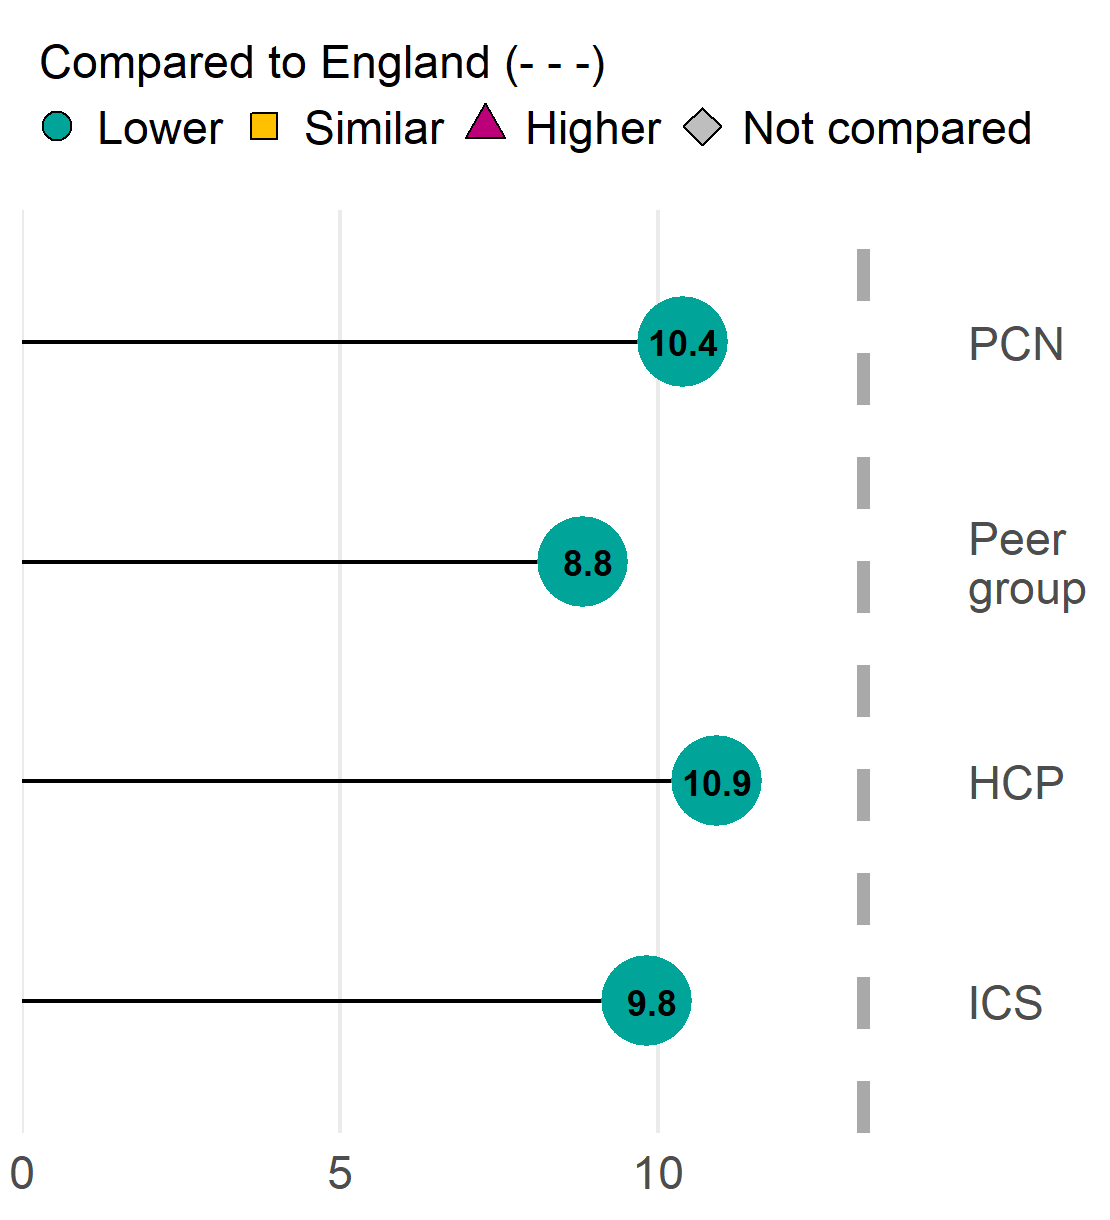 Compared to England (- - -)
Lower Similar Higher Not compared
10.4 PCN
8.8 Peer
group
10.9 HCP
9.8 ICS
0 5 10